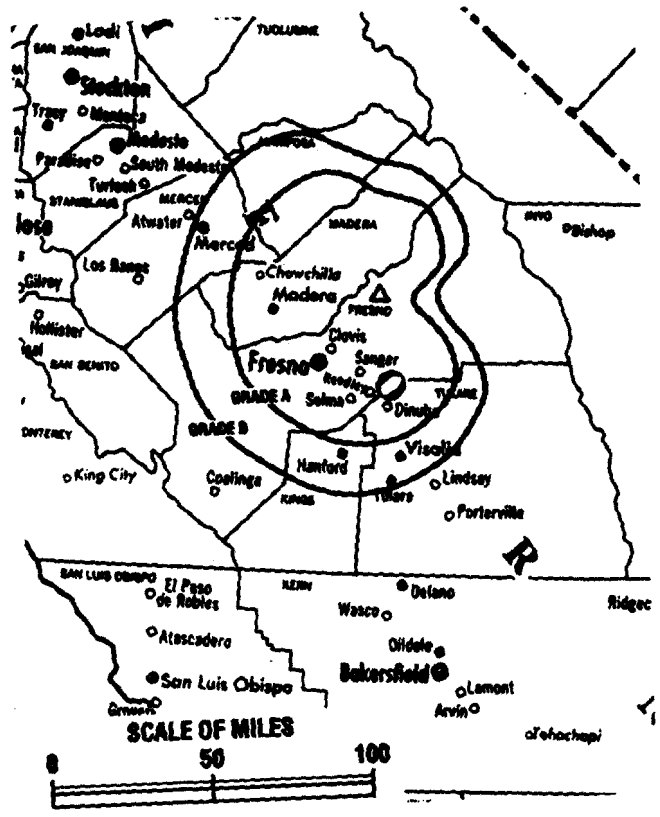 Lodi
TUOLUMNE
SAN JOAQUIN
Stockton
Tracy
Manteca
Modesto
MARIPOSA
Paradise
South Modesto
Turlock
STANISLAUS
MERCED
Atwater
Merced
MADERA
INYO
Bishop
Los Banos
Chowchilla
Gilroy
Madera
FRESNO
Hollister
Clovis
SAN BENITO
Fresno
Sanger
Reedley
GRADE A
Selma
TULARE
Dinuba
GRADE B
Visalia
Hanford
King City
Coalinga
KINGS
Tulare
Lindsay
Porterville
R
SAN LUIS OBISPO
El Paso
de Robles
KERN
Delano
Wasco
Ridgec
Atascadero
Oildale
Bakersfield
San Luis Obispo
Lamont
Arvin
Tehachapi
SCALE OF MILES
0
50
100